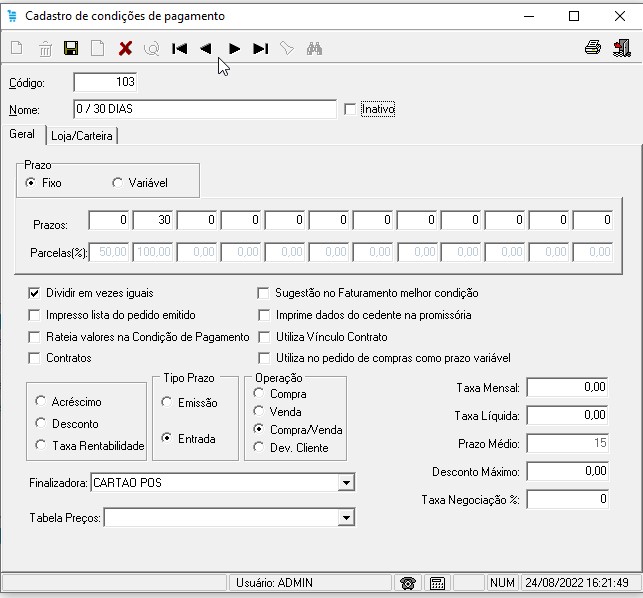 Cadastro de condições de pagamento
Código: 103
Nome: 0 / 30 DIAS Inativo
Geral Loja/Carteira
Prazo
Fixo Variável
Prazos: 0 30 0 0 0 0 0 0 0 0 0 0
Parcelas(%): 50,00 100,00 0,00 0,00 0,00 0,00 0,00 0,00 0,00 0,00 0,00 0,00
Dividir em vezes iguais Sugestão no Faturamento melhor condição
Impresso lista do pedido emitido Imprime dados do cedente na promissória
Rateia valores na Condição de Pagamento Utiliza Vínculo Contrato
Contratos Utiliza no pedido de compras como prazo variável
Acréscimo
Desconto
Taxa Rentabilidade
Tipo Prazo
Emissão
Entrada
Operação
Compra
Venda
Compra/Venda
Dev. Cliente
Taxa Mensal: 0,00
Taxa Líquida: 0,00
Prazo Médio: 15
Desconto Máximo: 0,00
Taxa Negociação %: 0
Finalizadora: CARTAO POS
Tabela Preços:
Usuário: ADMIN NUM 24/08/2022 16:21:49